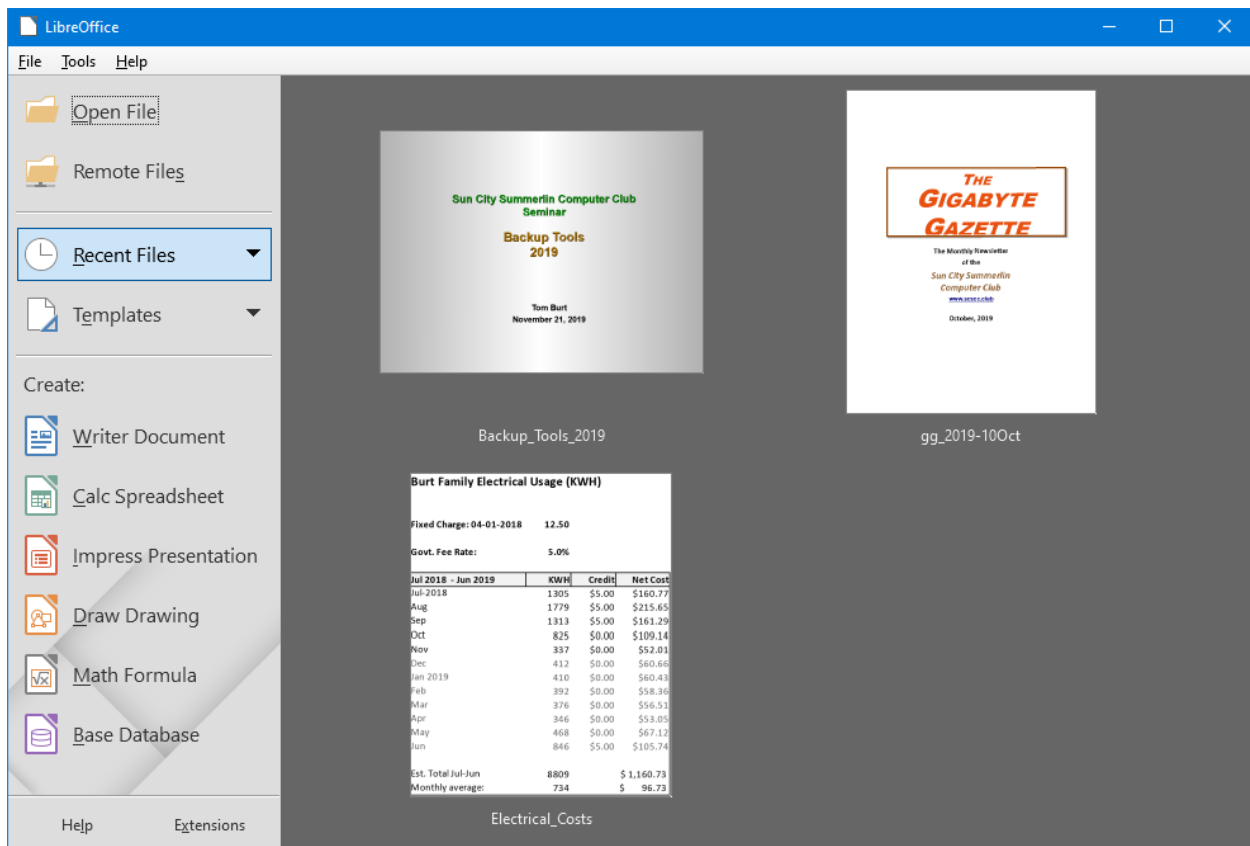 LibreOffice
File Tools Help
Open File
Remote Files
Recent Files
Templates
Create:
Writer Document
Calc Spreadsheet
Impress Presentation
Draw Drawing
Math Formula
Base Database
Help Extensions
Sun City Summerlin Computer Club
Seminar
Backup Tools
2019
Tom Burt
November 21, 2019
Backup_Tools_2019
THE
GIGABYTE
GAZETTE
The Monthly Newsletter
of the
Sun City Summerlin
Computer Club
www.scscc.club
October, 2019
gg_2019-10Oct
Burt Family Electrical Usage (KWH)
Fixed Charge: 04-01-2018 12.50
Govt. Fee Rate: 5.0%
Jul 2018 - Jun 2019 KWH Credit Net Cost
Jul-2018 1305 $5.00 $160.77
Aug 1779 $5.00 $215.65
Sep 1313 $5.00 $161.29
Oct 825 $0.00 $109.14
Nov 337 $0.00 $52.01
Dec 412 $0.00 $60.66
Jan 2019 410 $0.00 $60.43
Feb 392 $0.00 $58.36
Mar 376 $0.00 $56.51
Apr 346 $0.00 $53.05
May 468 $0.00 $67.12
Jun 846 $5.00 $105.74
Est. Total Jul-Jun 8809 $ 1,160.73
Monthly average: 734 $ 96.73
Electrical_Costs